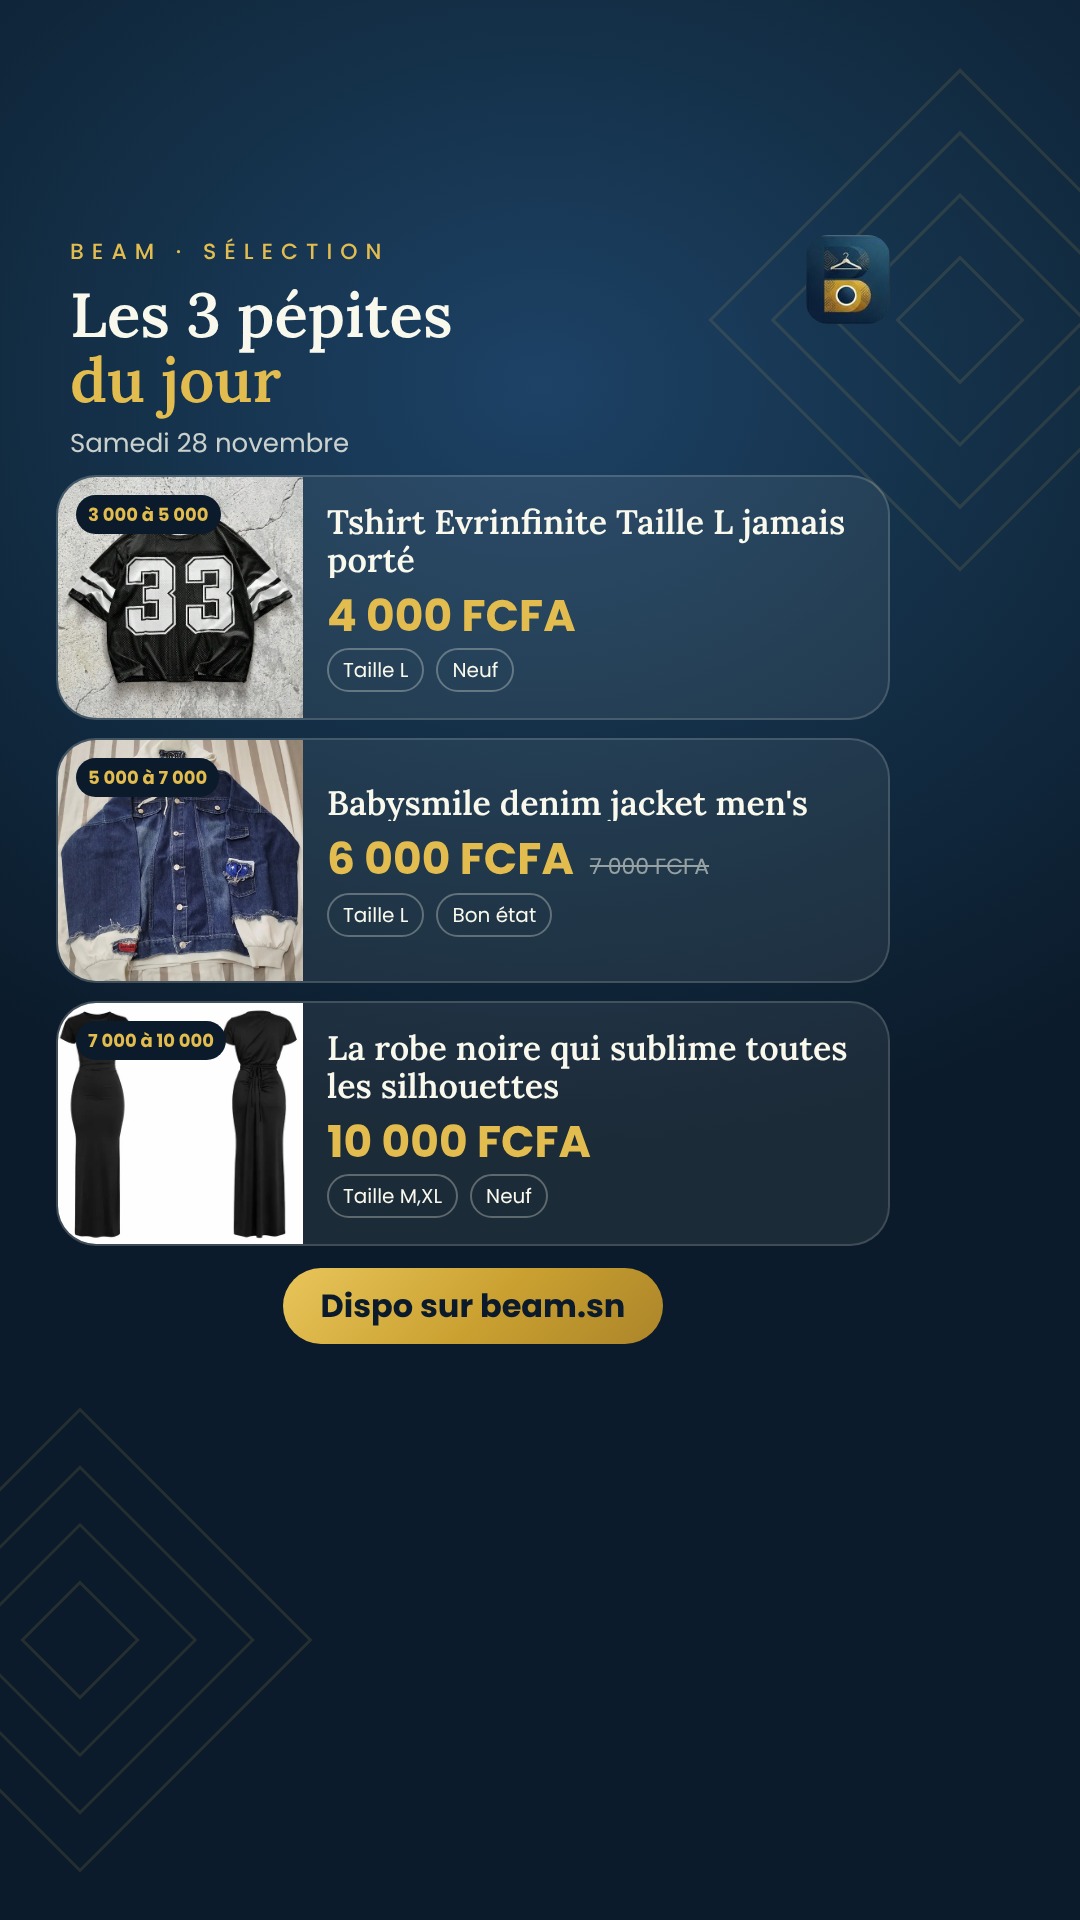 BEAM · SÉLECTION
Les 3 pépites
du jour
Samedi 28 novembre
3 000 à 5 000
33
Tshirt Evrinfinite Taille L jamais
porté
4 000 FCFA
Taille L
Neuf
5 000 à 7 000
Babysmile denim jacket men's
6 000 FCFA 7 000 FCFA
Taille L
Bon état
7 000 à 10 000
La robe noire qui sublime toutes
les silhouettes
10 000 FCFA
Taille M,XL
Neuf
Dispo sur beam.sn